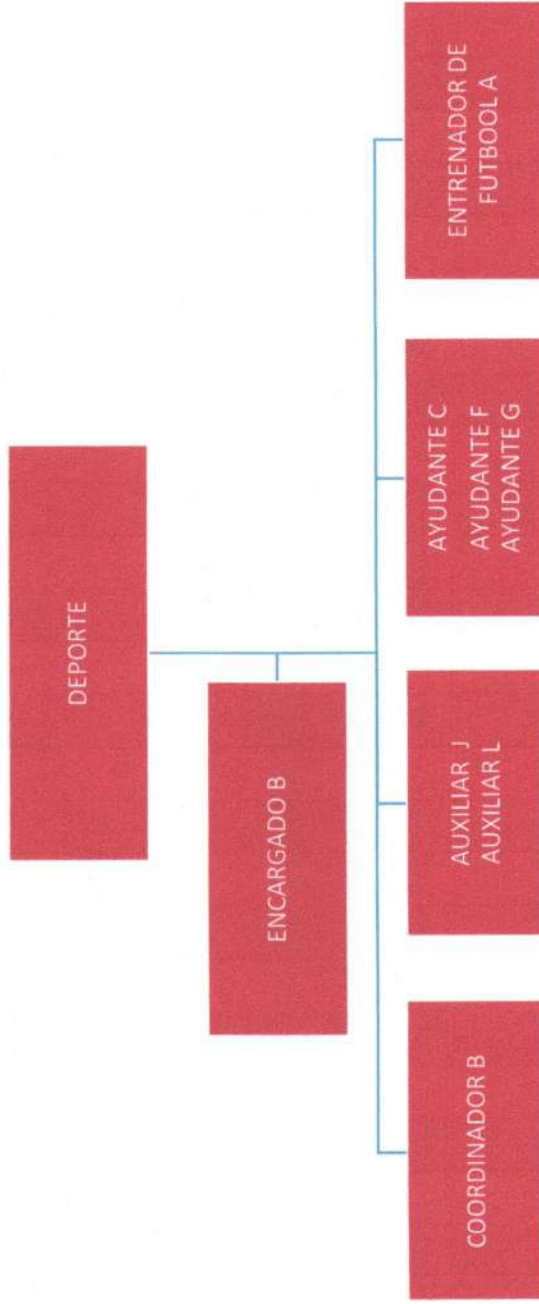 DEPORTE
ENCARGADO B
COORDINADOR B
AUXILIAR J
AUXILIAR L
AYUDANTE C
AYUDANTE F
AYUDANTE G
ENTRENADOR DE
FUTBOOL A